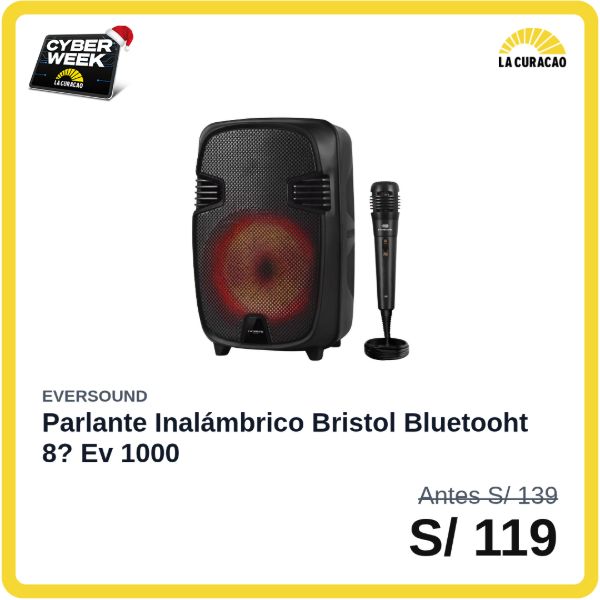 CYBER
WEEK
LA CURACAO
LA CURACAO
EVERSOUND
Parlante Inalámbrico Bristol Bluetooht
8? Ev 1000
Antes S/ 139
S/ 119